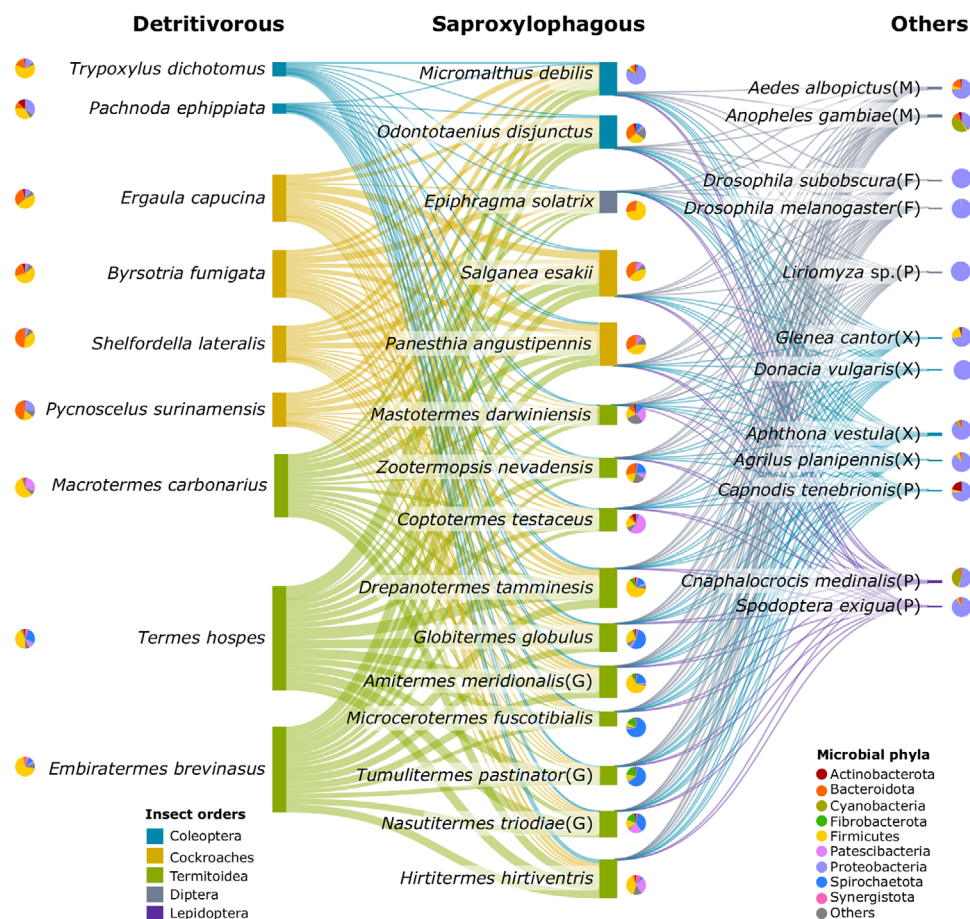 Detritivorous
Saproxylophagous
Others
Trypoxylus dichotomus
Pachnoda ephippiata
Ergaula capucina
Byrsotria fumigata
Shelfordella lateralis
Pycnoscelus surinamensis
Macrotermes carbonarius
Termes hospes
Embiratermes brevinasus
Micromalthus debilis
Odontotaenius disjunctus
Epiphragma solatrix
Salganea esakii
Panesthia angustipennis
Mastotermes darwiniensis
Zootermopsis nevadensis
Coptotermes testaceus
Drepanotermes tamminesis
Globitermes globulus
Amitermes meridionalis(G)
Microcerotermes fuscotibialis
Tumulitermes pastinator(G)
Nasutitermes triodiae(G)
Hirtitermes hirtiventris
Aedes albopictus(M)
Anopheles gambiae(M)
Drosophila subobscura(F)
Drosophila melanogaster(F)
Liriomyza sp.(P)
Glenea cantor(X)
Donacia vulgaris(X)
Aphthona vestula(X)
Agrilus planipennis(X)
Capnodis tenebrionis(P)
Cnaphalocrocis medinalis(P)
Spodoptera exigua(P)
Insect orders
Coleoptera
Cockroaches
Termitoidea
Diptera
Lepidoptera
Microbial phyla
Actinobacterota
Bacteroidota
Cyanobacteria
Fibrobacterota
Firmicutes
Patescibacteria
Proteobacteria
Spirochaetota
Synergistota
Others